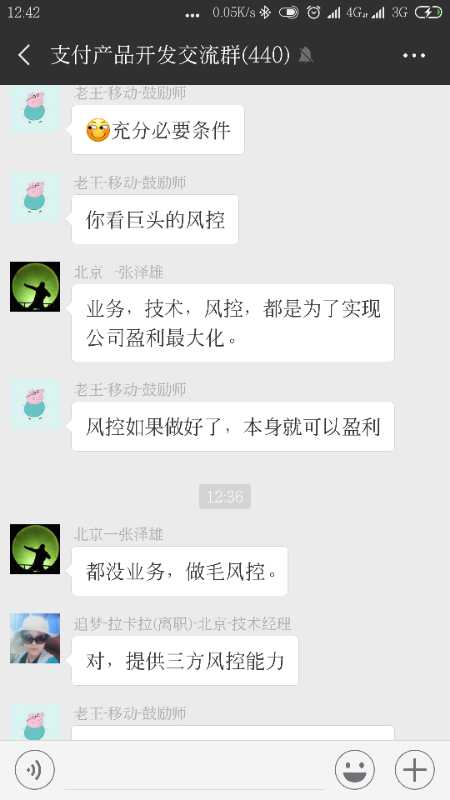 12:42
... 0.05K/s 4G 3G
支付产品开发交流群(440)
老王-移动-鼓励师
充分必要条件
老王-移动-鼓励师
你看巨头的风控
北京一张泽雄
业务，技术，风控，都是为了实现
公司盈利最大化。
老王-移动-鼓励师
风控如果做好了，本身就可以盈利
12:36
北京一张泽雄
都没业务，做毛风控。
追梦-拉卡拉(离职)-北京-技术经理
对，提供三方风控能力
老王-移动-鼓励师